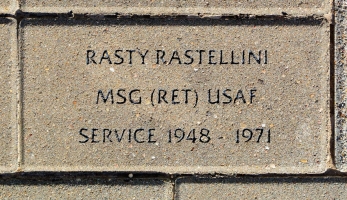 RASTY RASTELLINI
MSG (RET) USAF
SERVICE 1948 - 1971